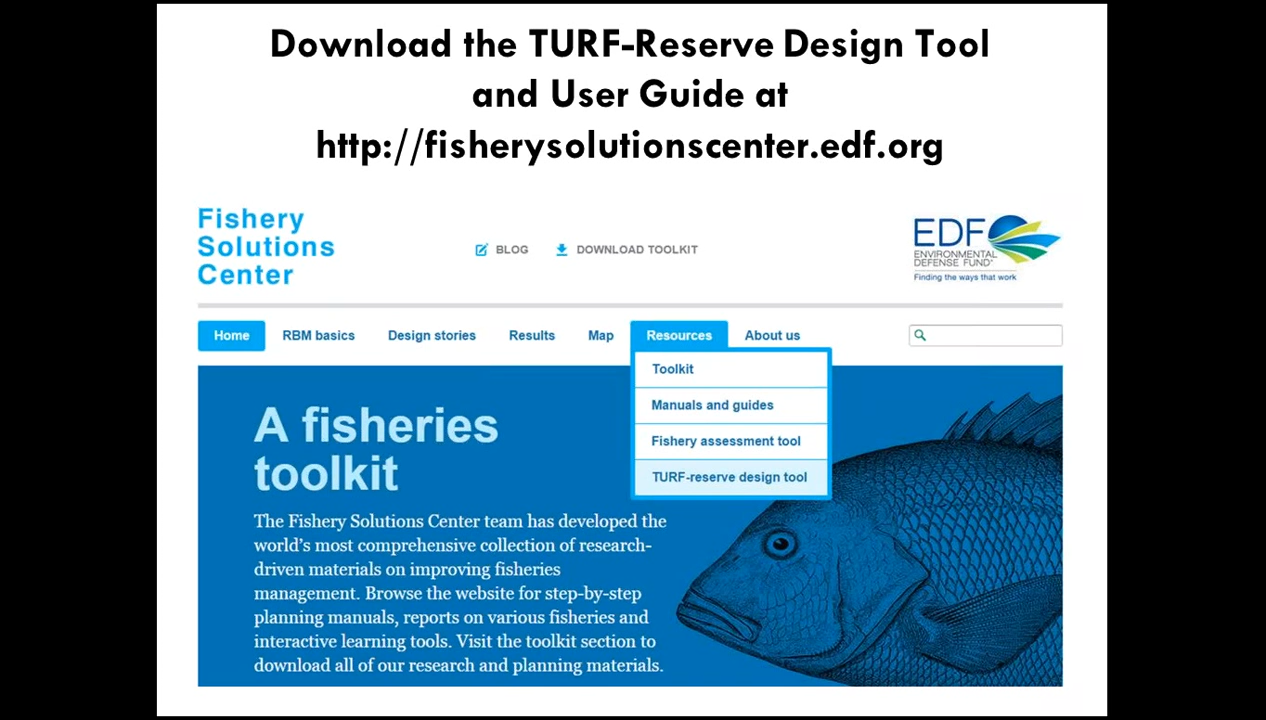 Download the TURF-Reserve Design Tool
and User Guide at
http://fisherysolutionscenter.edf.org
Fishery
Solutions
Center
BLOG
DOWNLOAD TOOLKIT
EDF
ENVIRONMENTAL
DEFENSE FUND®
Finding the ways that work
Home
RBM basics
Design stories
Results
Map
Resources
About us
Toolkit
Manuals and guides
Fishery assessment tool
TURF-reserve design tool
A fisheries
toolkit
The Fishery Solutions Center team has developed the
world's most comprehensive collection of research-
driven materials on improving fisheries
management. Browse the website for step-by-step
planning manuals, reports on various fisheries and
interactive learning tools. Visit the toolkit section to
download all of our research and planning materials.